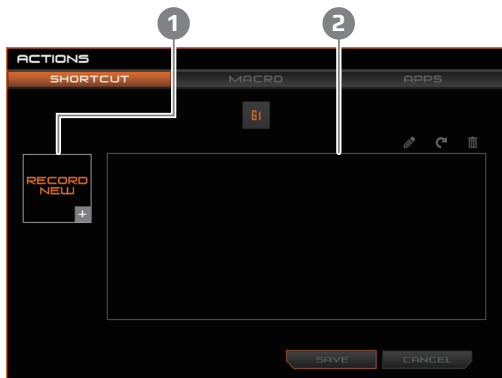 1 2
ACTIONS
SHORTCUT MACRO APPS
G1
RECORD
NEW
+
SAVE CANCEL